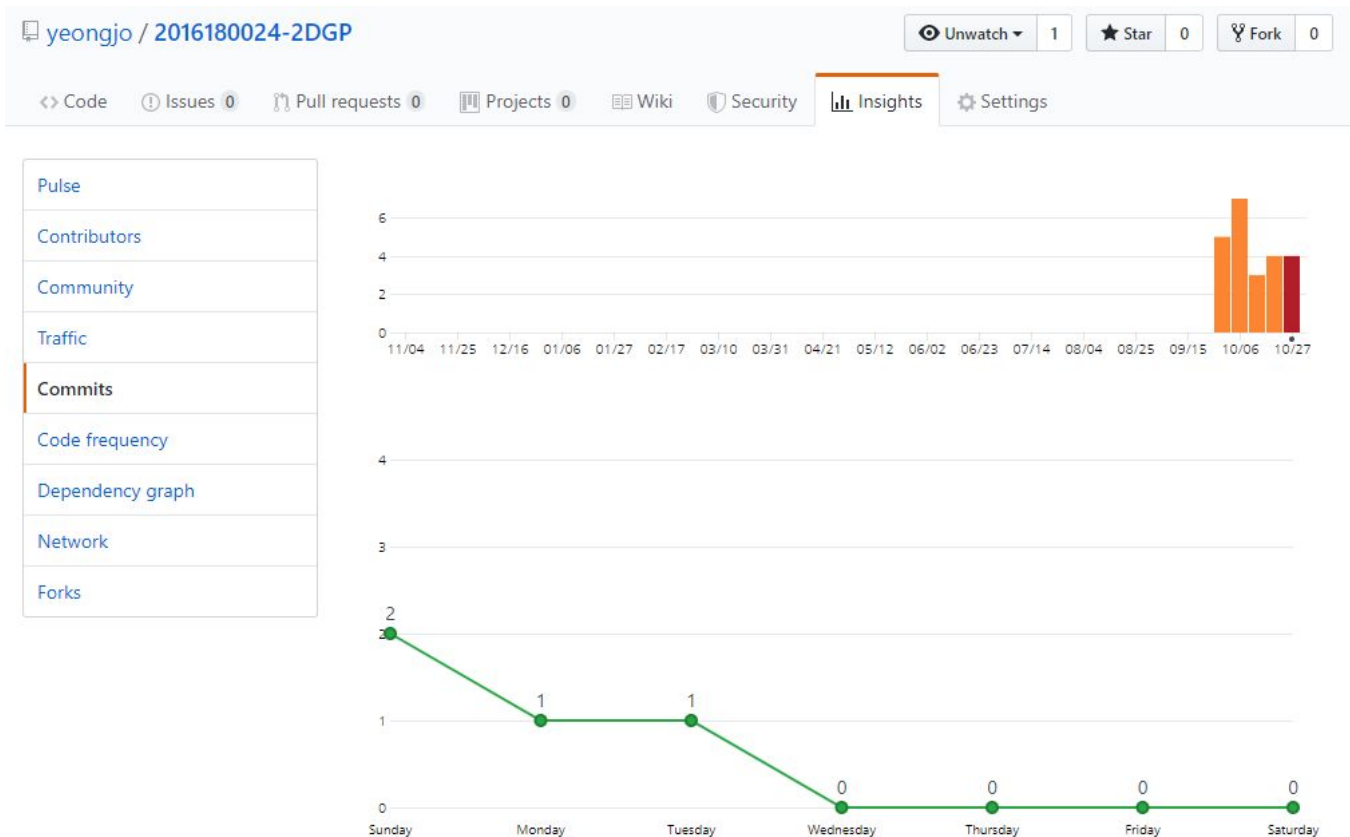 yeongjo / 2016180024-2DGP
Unwatch 1 Star 0 Fork 0
Code Issues 0 Pull requests 0 Projects 0 Wiki Security Insights Settings
Pulse
Contributors
Community
Traffic
Commits
Code frequency
Dependency graph
Network
Forks
6
4
2
0
11/04 11/25 12/16 01/06 01/27 02/17 03/10 03/31 04/21 05/12 06/02 06/23 07/14 08/04 08/25 09/15 10/06 10/27
4
3
2
2
1 1
1
0 0 0 0
0
Sunday Monday Tuesday Wednesday Thursday Friday Saturday